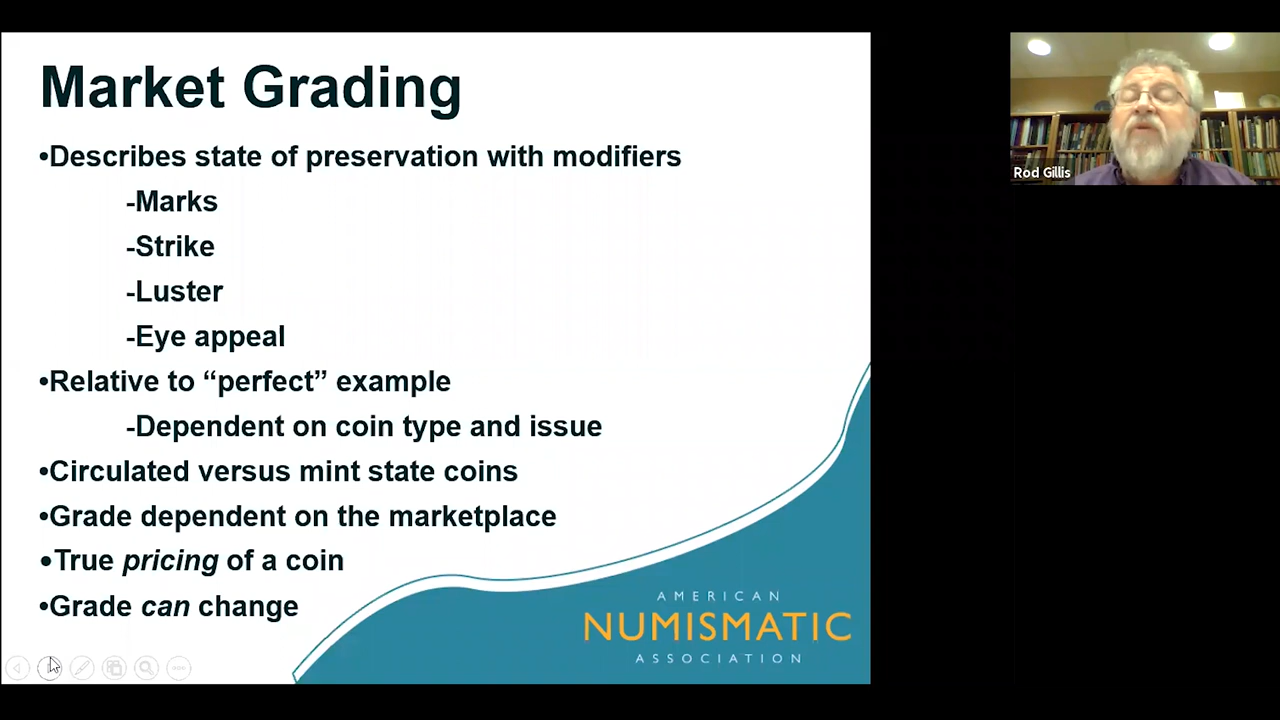 Market Grading
•Describes state of preservation with modifiers
-Marks
-Strike
-Luster
-Eye appeal
•Relative to “perfect” example
-Dependent on coin type and issue
•Circulated versus mint state coins
•Grade dependent on the marketplace
•True pricing of a coin
•Grade can change
AMERICAN
NUMISMATIC
ASSOCIATION
Rod Gillis